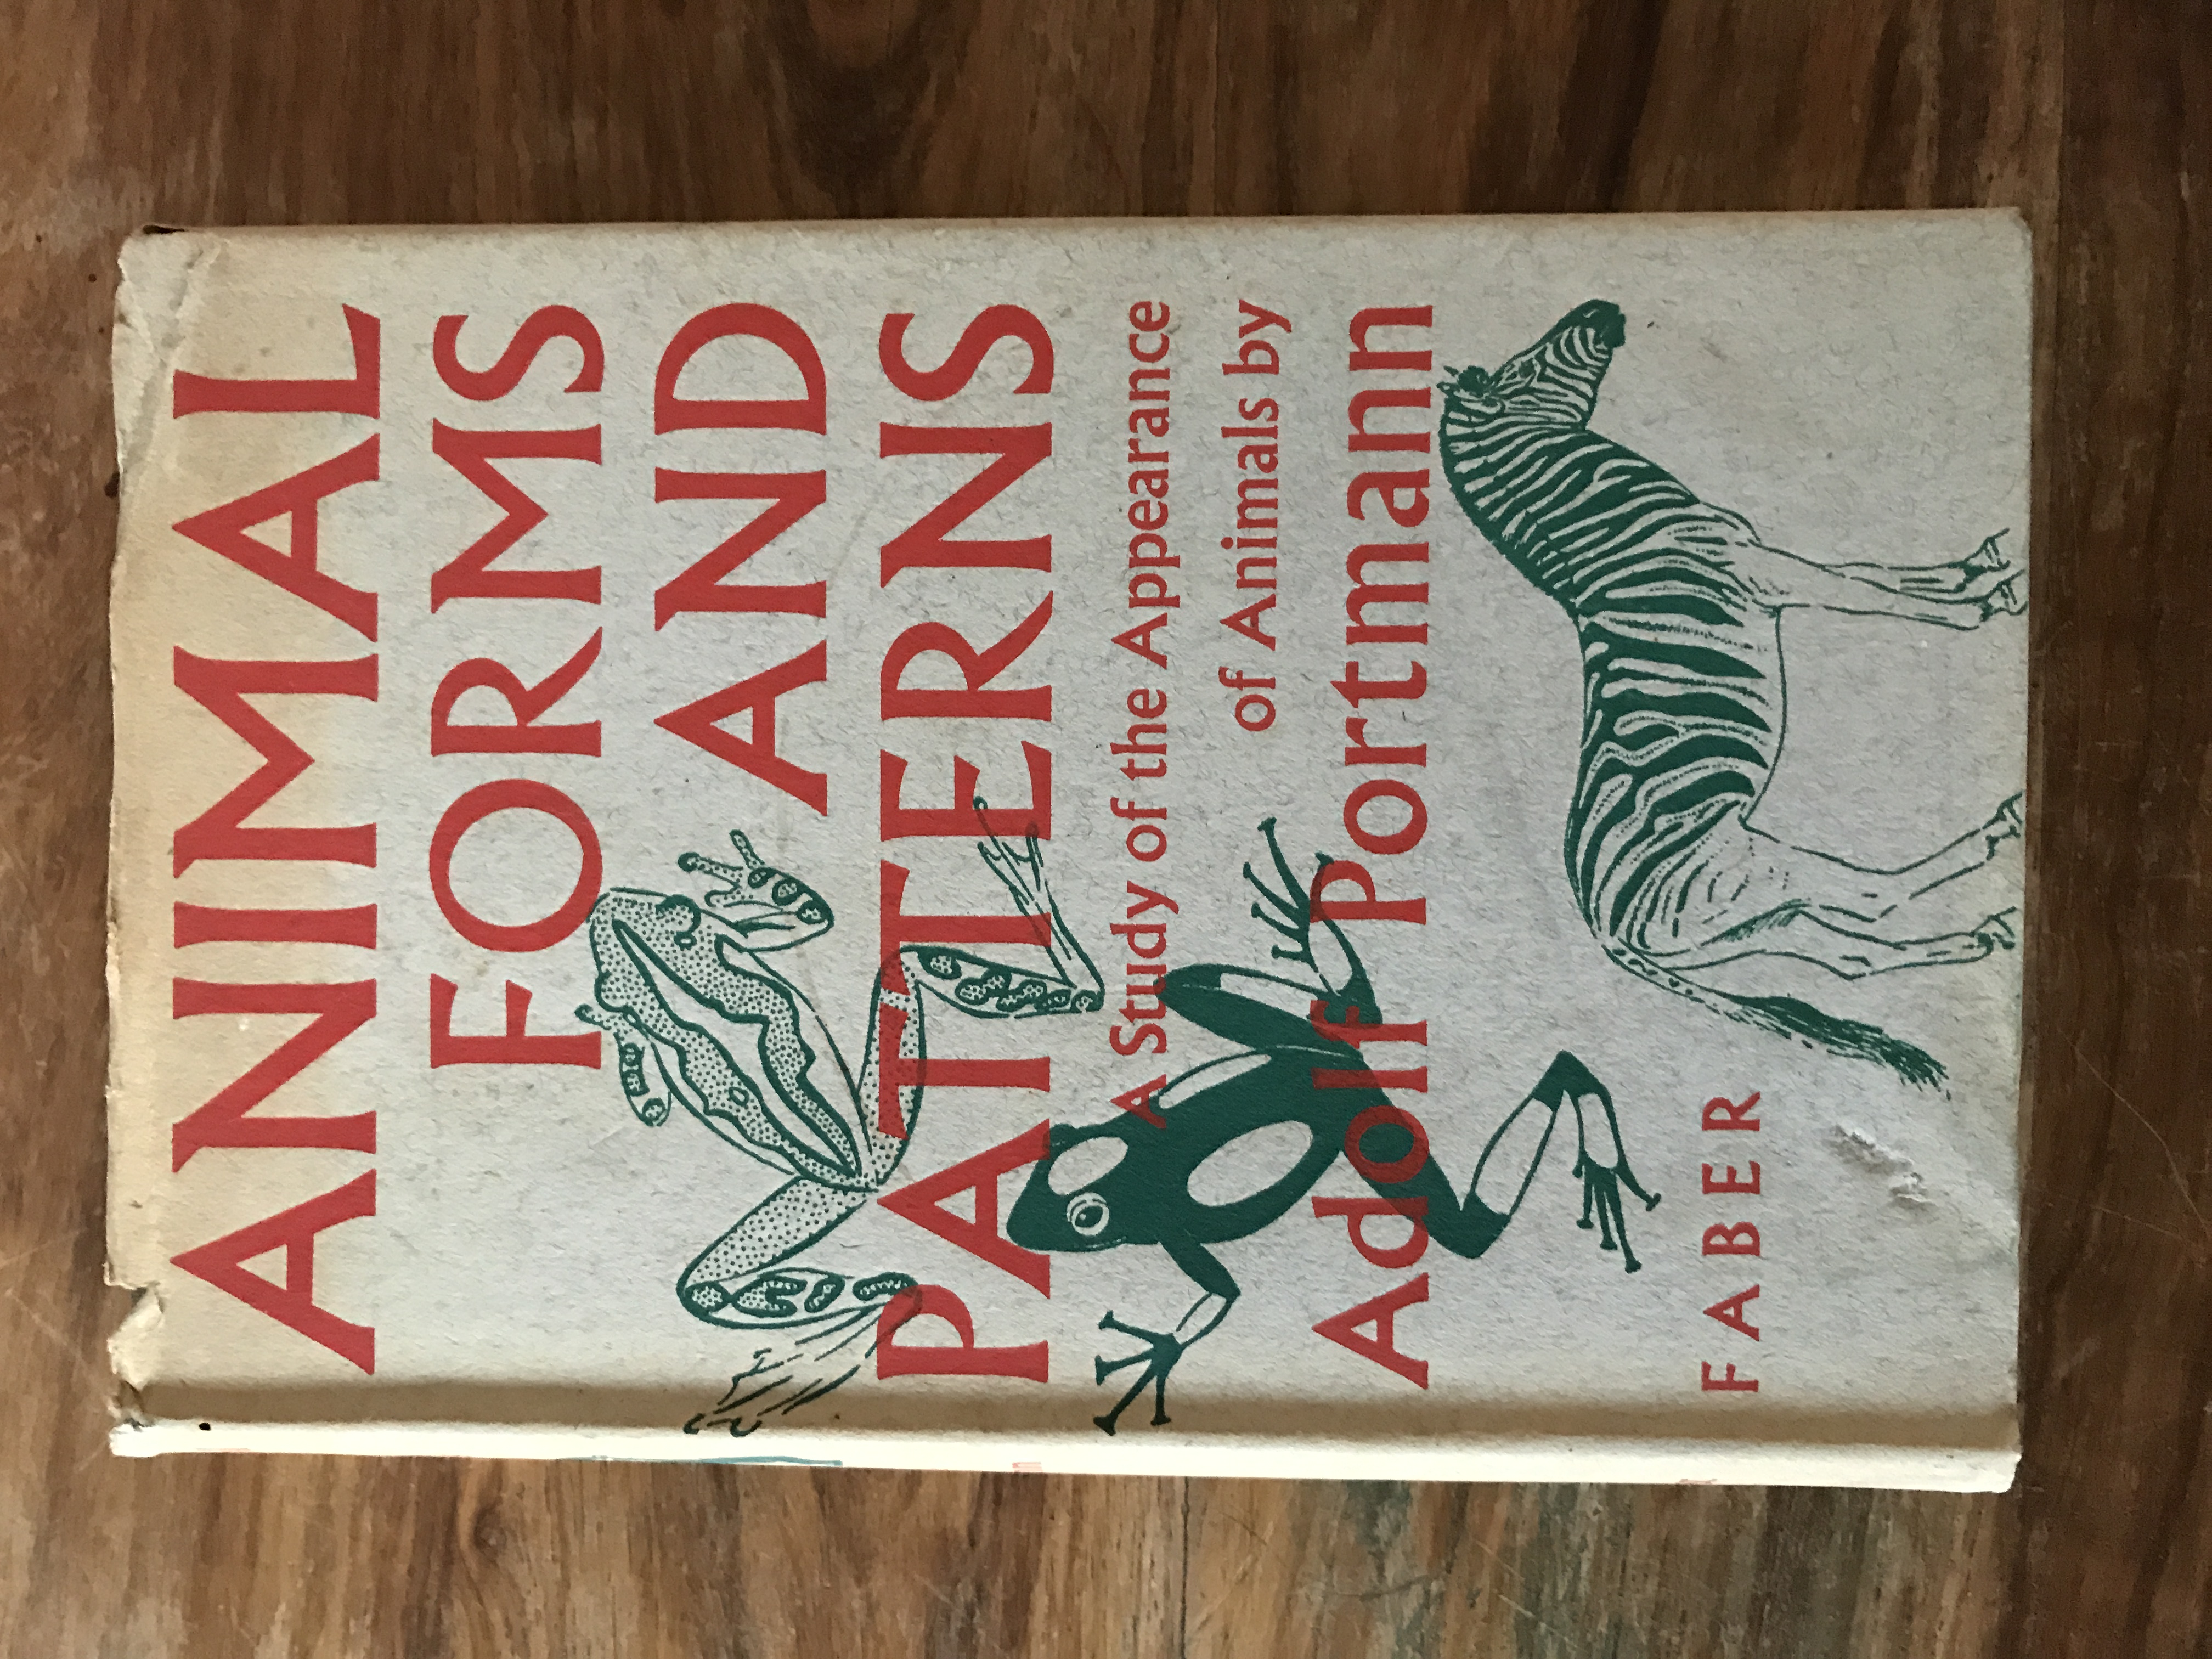 ANIMAL
FORMS
AND
PATTERNS
A Study of the Appearance
of Animals by
Adolf Portmann
FABER